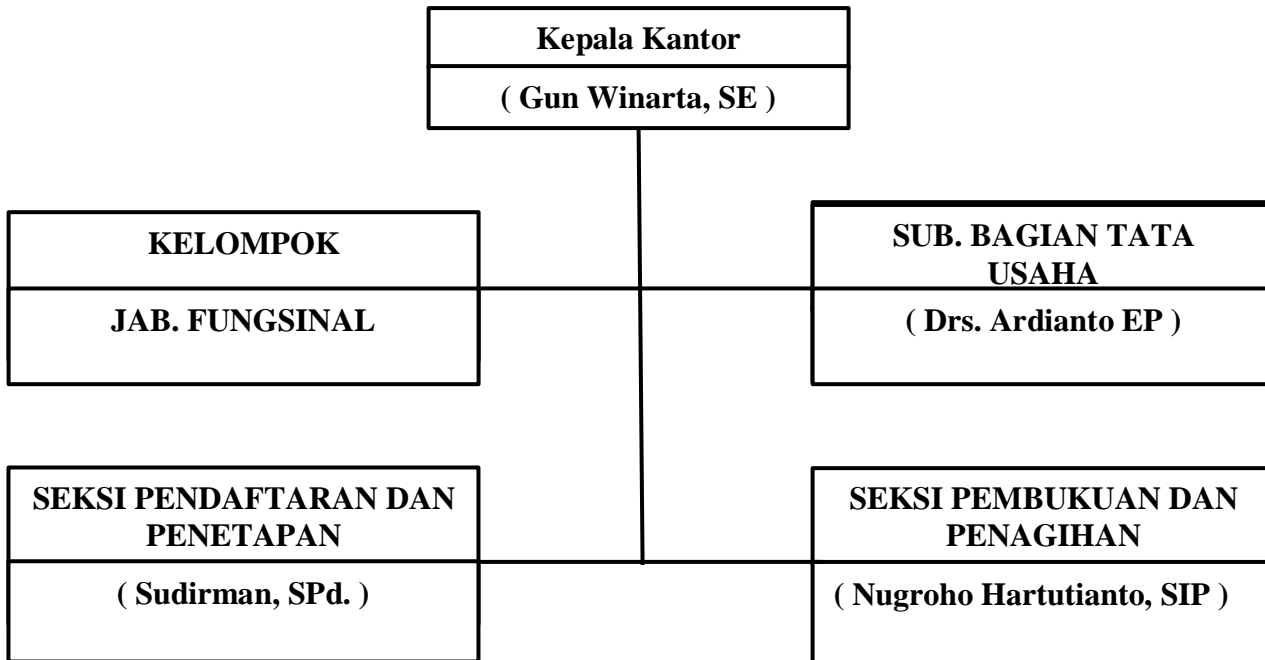 Kepala Kantor
( Gun Winarta, SE )
KELOMPOK
JAB. FUNGSINAL
SUB. BAGIAN TATA
USAHA
( Drs. Ardianto EP )
SEKSI PENDAFTARAN DAN
PENETAPAN
( Sudirman, SPd. )
SEKSI PEMBUKUAN DAN
PENAGIHAN
( Nugroho Hartutianto, SIP )